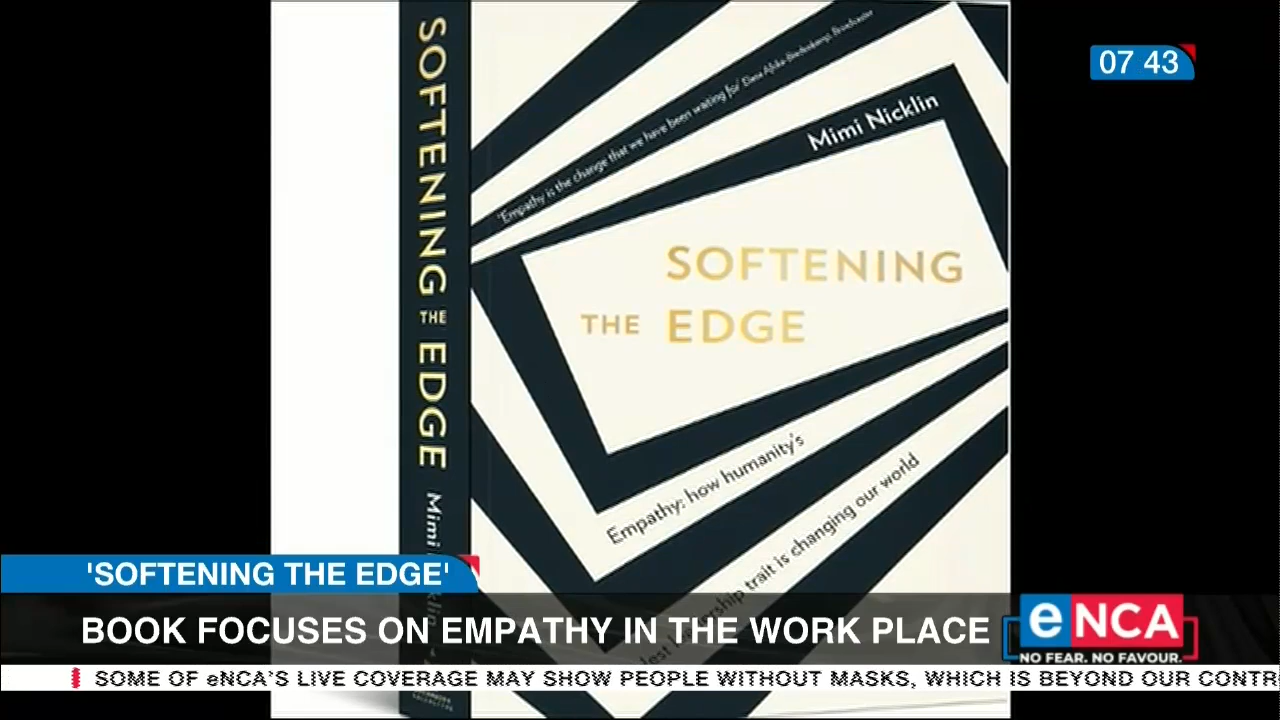 07 43
SOFTENING THE EDGE
Mimi
'Empathy is the change that we have been waiting for'
Mimi Nicklin
SOFTENING
THE EDGE
Empathy: how humanity's
trait is changing our world
'SOFTENING THE EDGE'
BOOK FOCUSES ON EMPATHY IN THE WORK PLACE
eNCA
NO FEAR. NO FAVOUR.
SOME OF eNCA'S LIVE COVERAGE MAY SHOW PEOPLE WITHOUT MASKS, WHICH IS BEYOND OUR CONTR